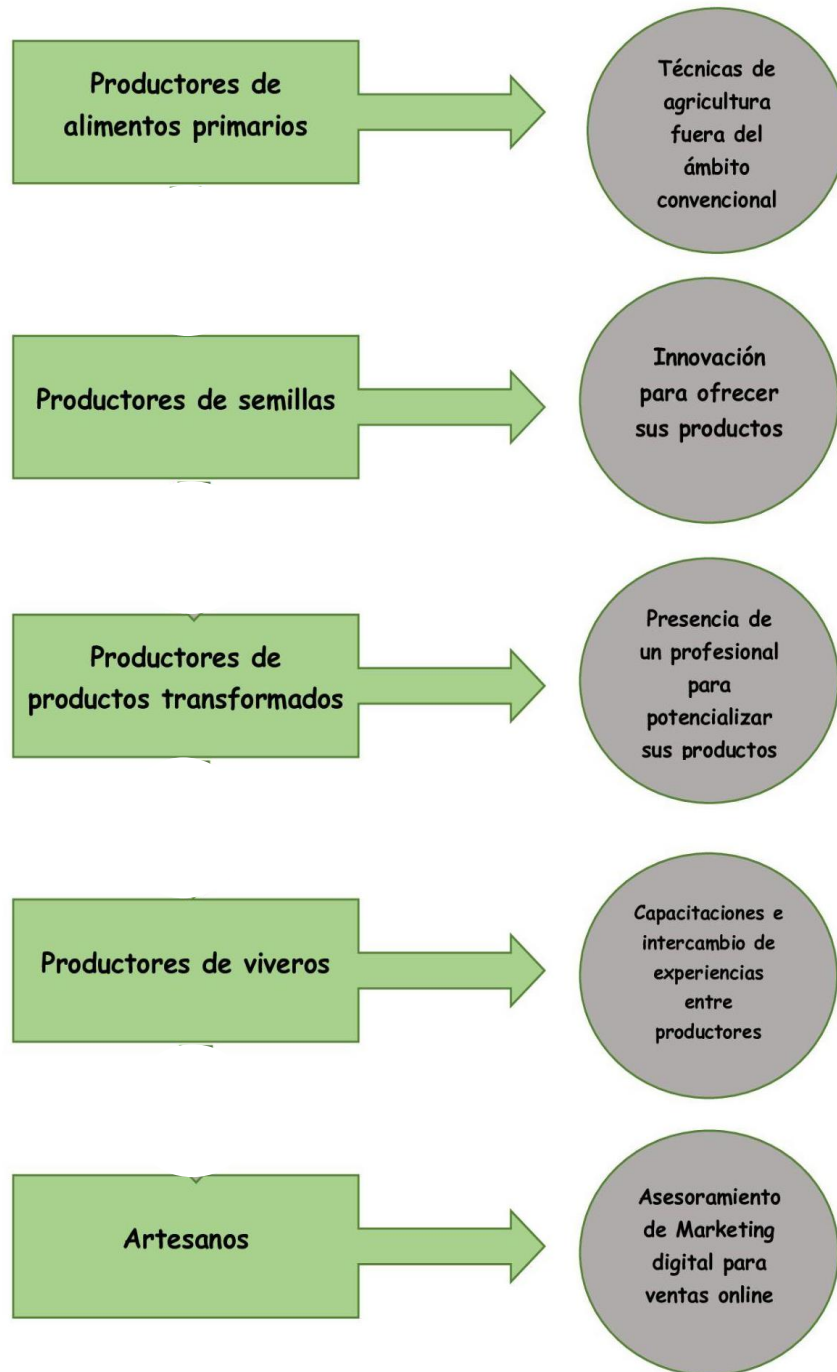 Productores de
alimentos primarios
Técnicas de
agricultura
fuera del
ámbito
convencional
Productores de semillas
Innovación
para ofrecer
sus productos
Productores de
productos transformados
Presencia de
un profesional
para
potencializar
sus productos
Productores de viveros
Capacitaciones e
intercambio de
experiencias
entre
productores
Artesanos
Asesoramiento
de Marketing
digital para
ventas online